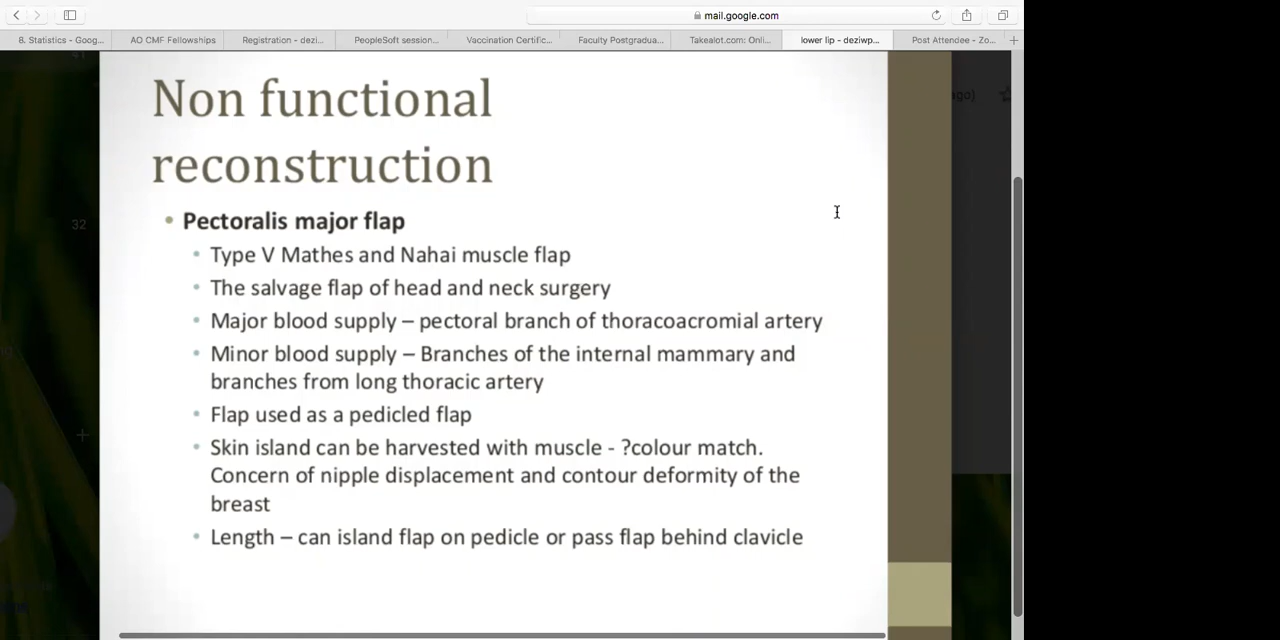 mail.google.com
8. Statistics - Goog...
AO CMF Fellowships
Registration - dezi...
PeopleSoft session...
Vaccination Certific...
Faculty Postgradua...
Takealot.com: Onli...
lower lip - deziwp...
Post Attendee - Zo...
ago)
32
Non functional
reconstruction
Pectoralis major flap
Type V Mathes and Nahai muscle flap
The salvage flap of head and neck surgery
Major blood supply – pectoral branch of thoracoacromial artery
Minor blood supply – Branches of the internal mammary and
branches from long thoracic artery
Flap used as a pedicled flap
Skin island can be harvested with muscle - ?colour match.
Concern of nipple displacement and contour deformity of the
breast
Length – can island flap on pedicle or pass flap behind clavicle